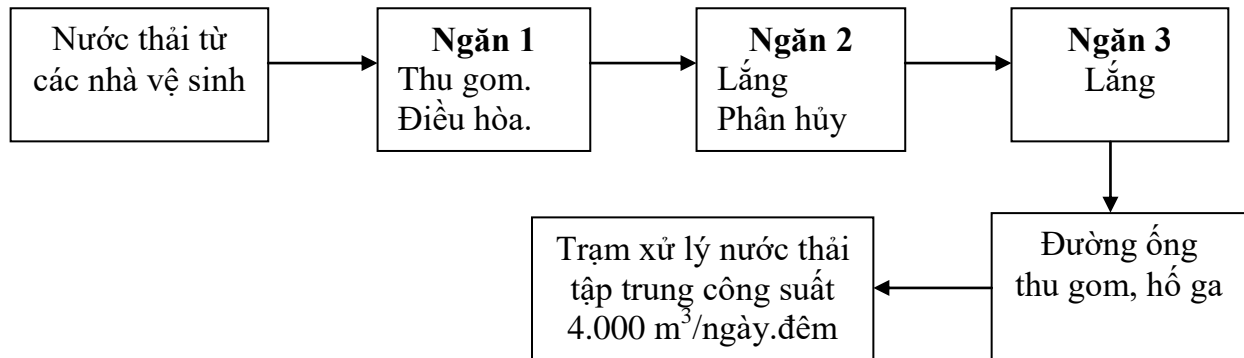 Nước thải từ
các nhà vệ sinh
Ngăn 1
Thu gom.
Điều hòa.
Ngăn 2
Lắng
Phân hủy
Ngăn 3
Lắng
Đường ống
thu gom, hố ga
Trạm xử lý nước thải
tập trung công suất
4.000 m³/ngày.đêm